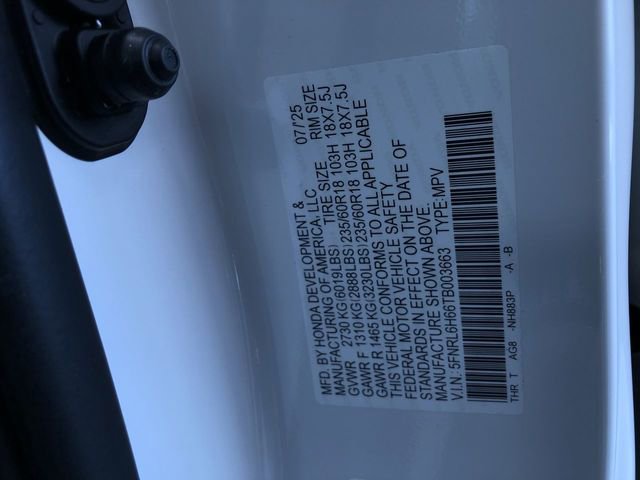 MFD. BY HONDA DEVELOPMENT & 07/'25
MANUFACTURING OF AMERICA, LLC
GVWR 2730 KG(6019LBS) TIRE SIZE RIM SIZE
GAWR F 1310 KG(2888LBS)235/60R18 103H 18X7.5J
GAWR R 1465 KG(3230LBS)235/60R18 103H 18X7.5J
THIS VEHICLE CONFORMS TO ALL APPLICABLE
FEDERAL MOTOR VEHICLE SAFETY
STANDARDS IN EFFECT ON THE DATE OF
MANUFACTURE SHOWN ABOVE.
V.I.N.: 5FNRL6H66TB003663 TYPE:MPV
THR T AG8 -NH883P -A -B